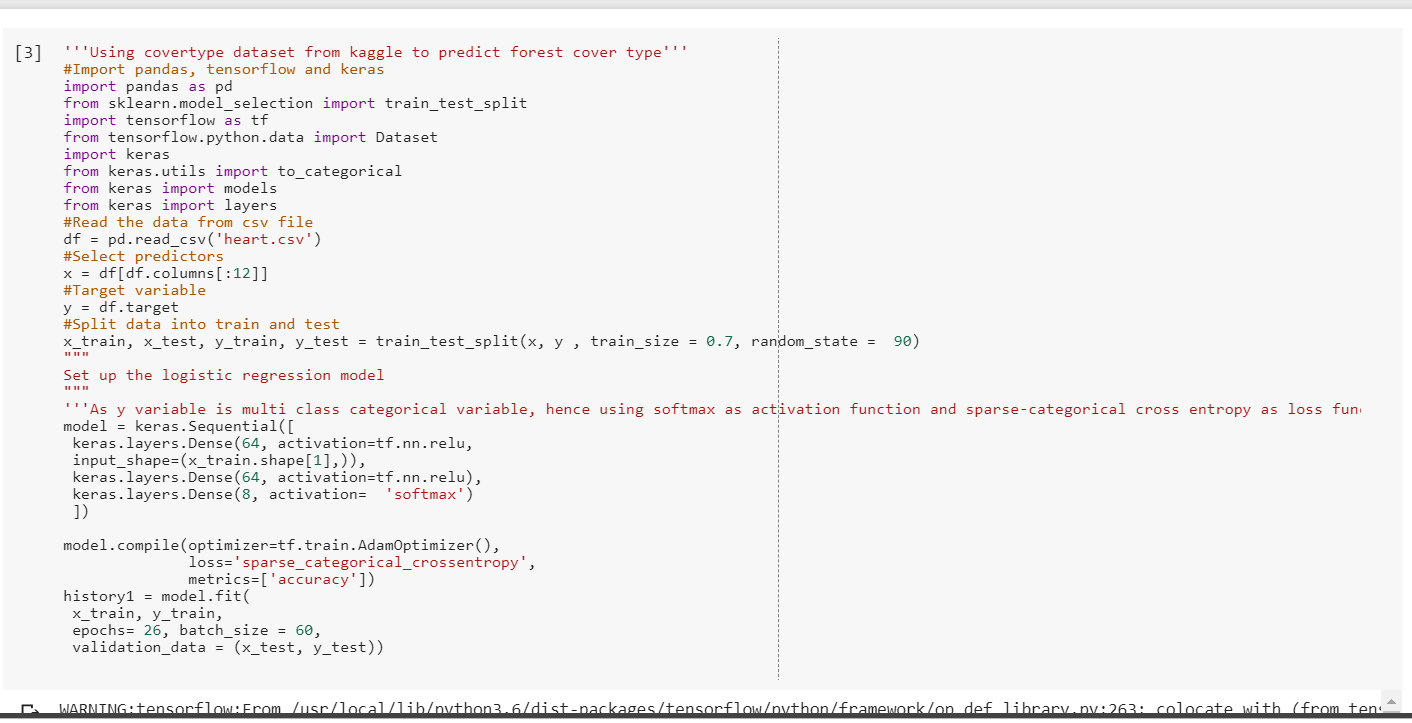 [3] '''Using covertype dataset from kaggle to predict forest cover type'''
#Import pandas, tensorflow and keras
import pandas as pd
from sklearn.model_selection import train_test_split
import tensorflow as tf
from tensorflow.python.data import Dataset
import keras
from keras.utils import to_categorical
from keras import models
from keras import layers
#Read the data from csv file
df = pd.read_csv('heart.csv')
#Select predictors
x = df[df.columns[:12]]
#Target variable
y = df.target
#Split data into train and test
x_train, x_test, y_train, y_test = train_test_split(x, y , train_size = 0.7, random_state =  90)
"""
Set up the logistic regression model
"""
'''As y variable is multi class categorical variable, hence using softmax as activation function and sparse-categorical cross entropy as loss
model = keras.Sequential([
 keras.layers.Dense(64, activation=tf.nn.relu,
 input_shape=(x_train.shape[1],)),
 keras.layers.Dense(64, activation=tf.nn.relu),
 keras.layers.Dense(8, activation=  'softmax')
 ])
model.compile(optimizer=tf.train.AdamOptimizer(),
              loss='sparse_categorical_crossentropy',
              metrics=['accuracy'])
history1 = model.fit(
 x_train, y_train,
 epochs= 26, batch_size = 60,
 validation_data = (x_test, y_test))
WARNING:tensorflow:From /usr/local/lib/python3.6/dist-packages/tensorflow/python/framework/op_def_library.py:263: colocate_with (from